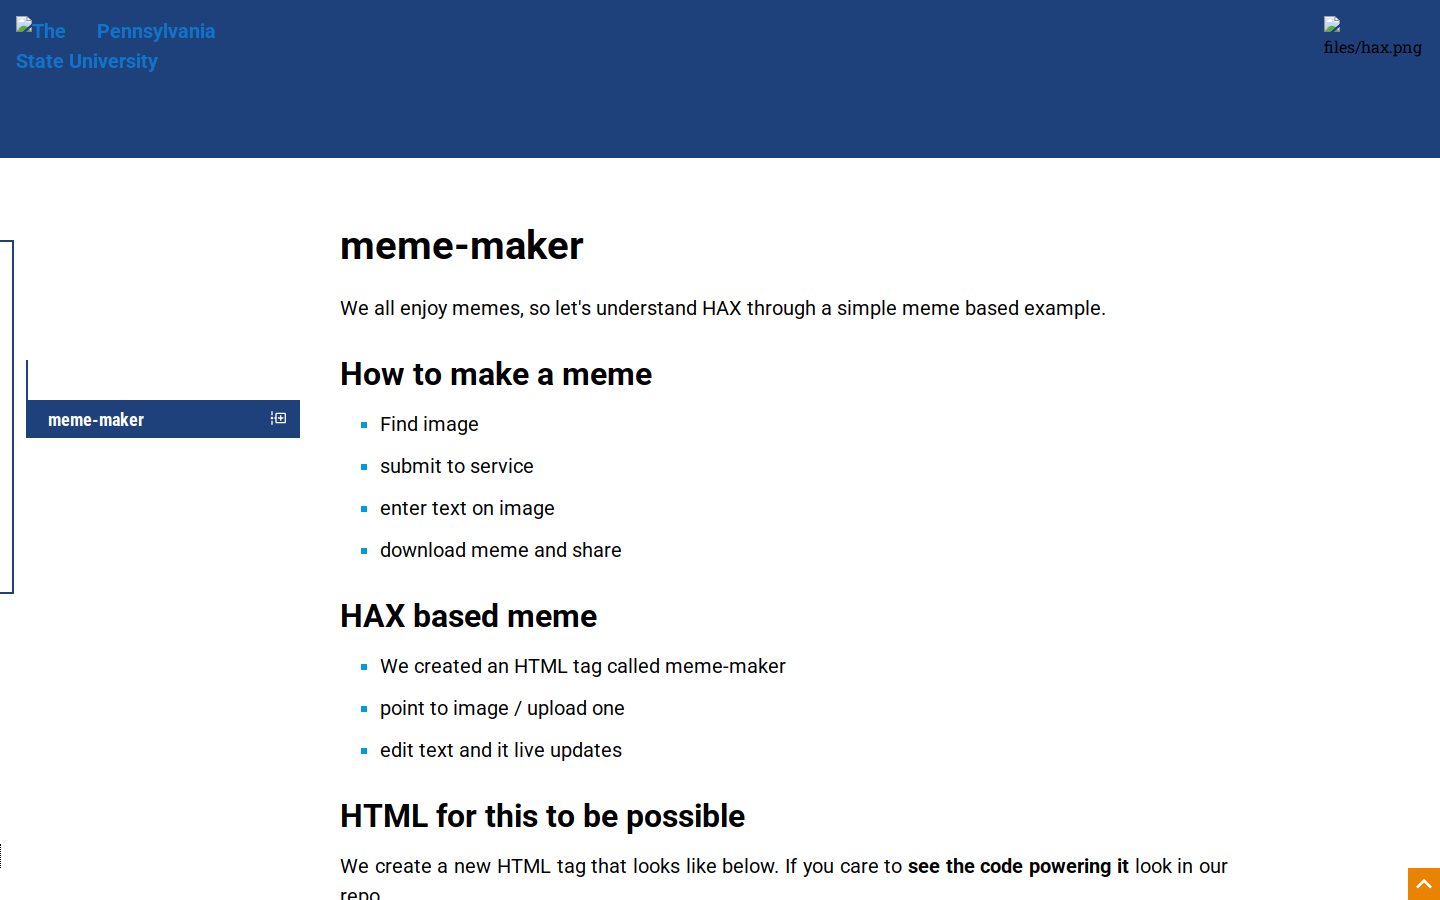 The Pennsylvania
State University
files/hax.png
meme-maker
We all enjoy memes, so let's understand HAX through a simple meme based example.
How to make a meme
Find image
meme-maker
submit to service
enter text on image
download meme and share
HAX based meme
We created an HTML tag called meme-maker
point to image / upload one
edit text and it live updates
HTML for this to be possible
We create a new HTML tag that looks like below. If you care to see the code powering it look in our
repo